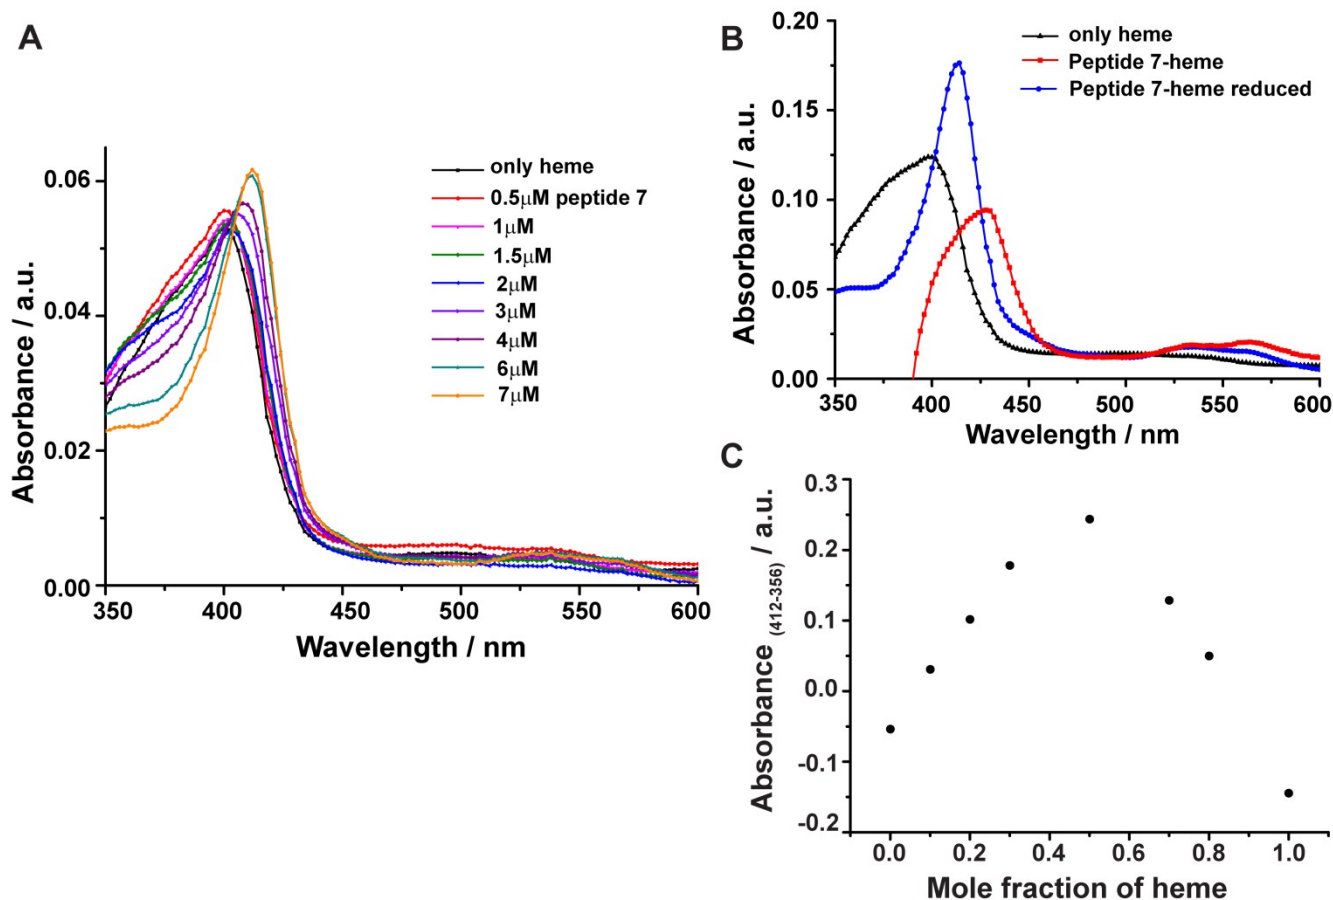 A
Absorbance / a.u.
0.06
0.04
0.02
0.00
350 400 450 500 550 600
Wavelength / nm
only heme
0.5μM peptide 7
1μM
1.5μM
2μM
3μM
4μM
6μM
7μM
B
Absorbance / a.u.
0.20
0.15
0.10
0.05
0.00
350 400 450 500 550 600
Wavelength / nm
only heme
Peptide 7-heme
Peptide 7-heme reduced
C
Absorbance (412-356) / a.u.
0.3
0.2
0.1
0.0
-0.1
-0.2
0.0 0.2 0.4 0.6 0.8 1.0
Mole fraction of heme